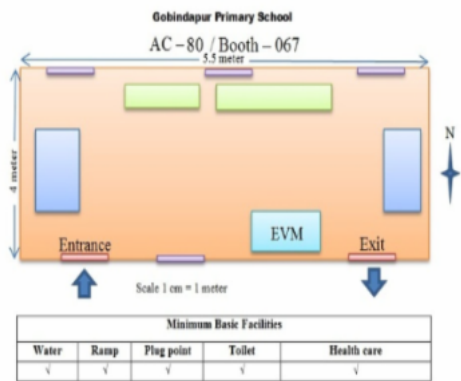 Gobindapur Primary School
AC – 80 / Booth – 067
5.5 meter
4 meter
N
EVM
Entrance
Exit
Scale 1 cm = 1 meter
Minimum Basic Facilities
Water Ramp Plug point Toilet Health care
√ √ √ √ √